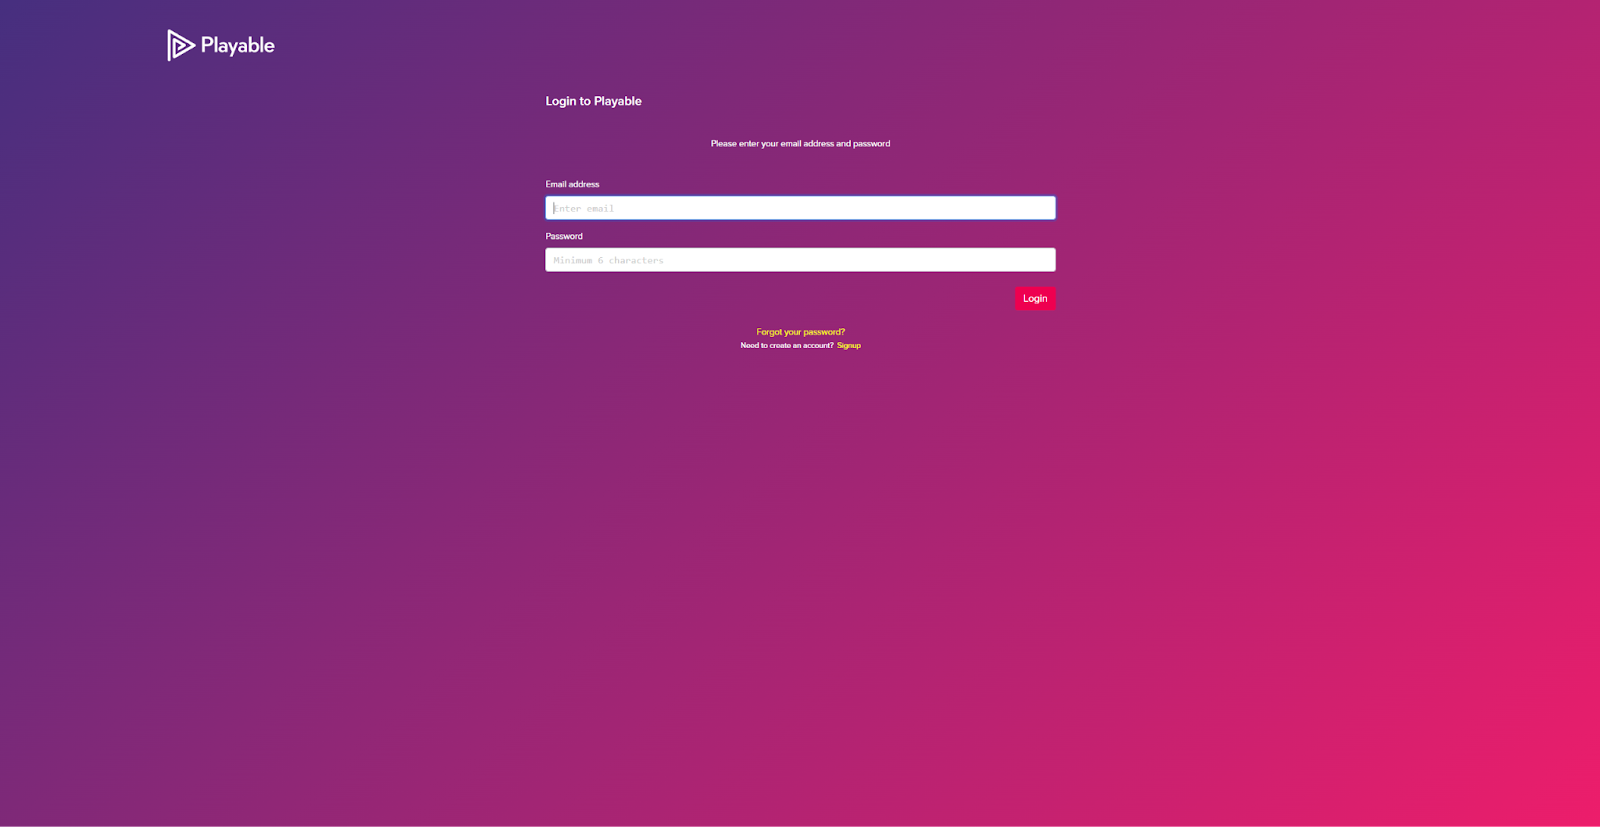 Playable
Login to Playable
Please enter your email address and password
Email address
Enter email
Password
Minimum 6 characters
Login
Forgot your password?
Need to create an account? Signup